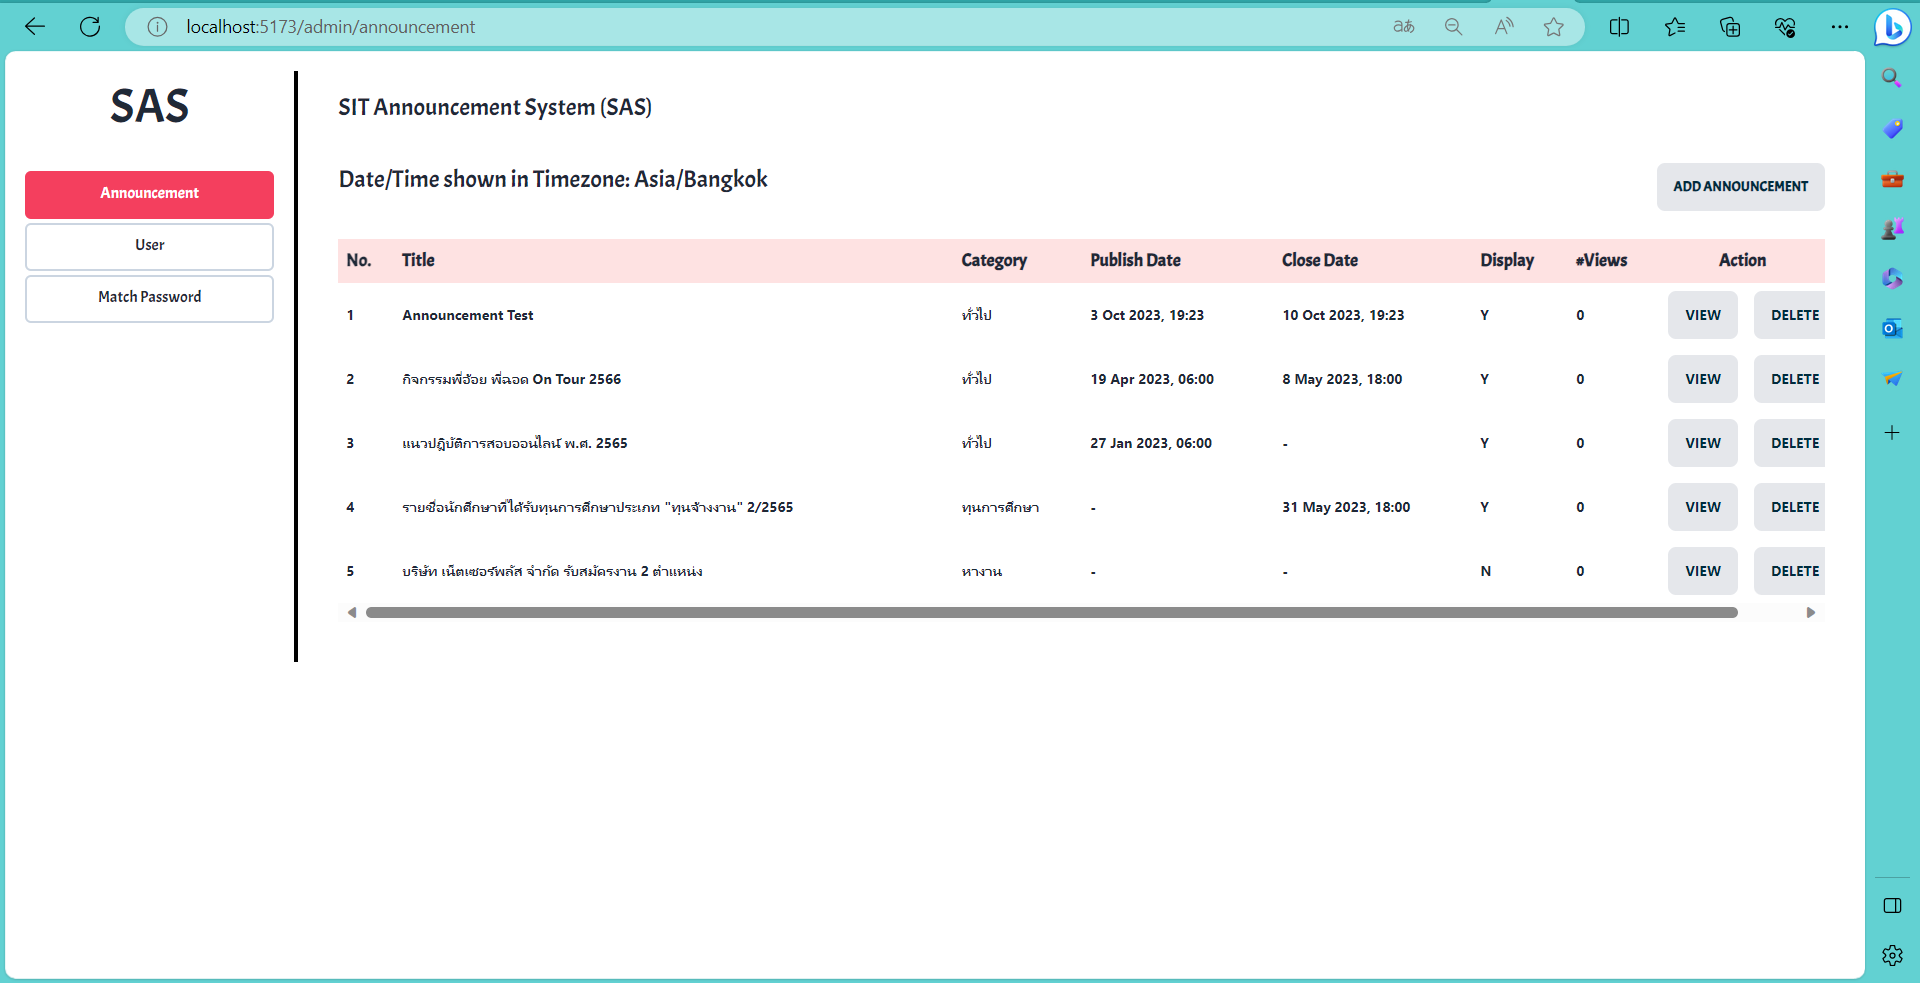 localhost:5173/admin/announcement
SAS
Announcement
User
Match Password
SIT Announcement System (SAS)
Date/Time shown in Timezone: Asia/Bangkok
ADD ANNOUNCEMENT
No. Title Category Publish Date Close Date Display #Views Action
1 Announcement Test ทั่วไป 3 Oct 2023, 19:23 10 Oct 2023, 19:23 Y 0 VIEW DELETE
2 กิจกรรมพี่อ้อย พี่ฉอด On Tour 2566 ทั่วไป 19 Apr 2023, 06:00 8 May 2023, 18:00 Y 0 VIEW DELETE
3 แนวปฏิบัติการสอบออนไลน์ พ.ศ. 2565 ทั่วไป 27 Jan 2023, 06:00 - Y 0 VIEW DELETE
4 รายชื่อนักศึกษาที่ได้รับทุนการศึกษาประเภท "ทุนจ้างงาน" 2/2565 ทุนการศึกษา - 31 May 2023, 18:00 Y 0 VIEW DELETE
5 บริษัท เน็ตเซอร์พลัส จำกัด รับสมัครงาน 2 ตำแหน่ง หางาน - - N 0 VIEW DELETE